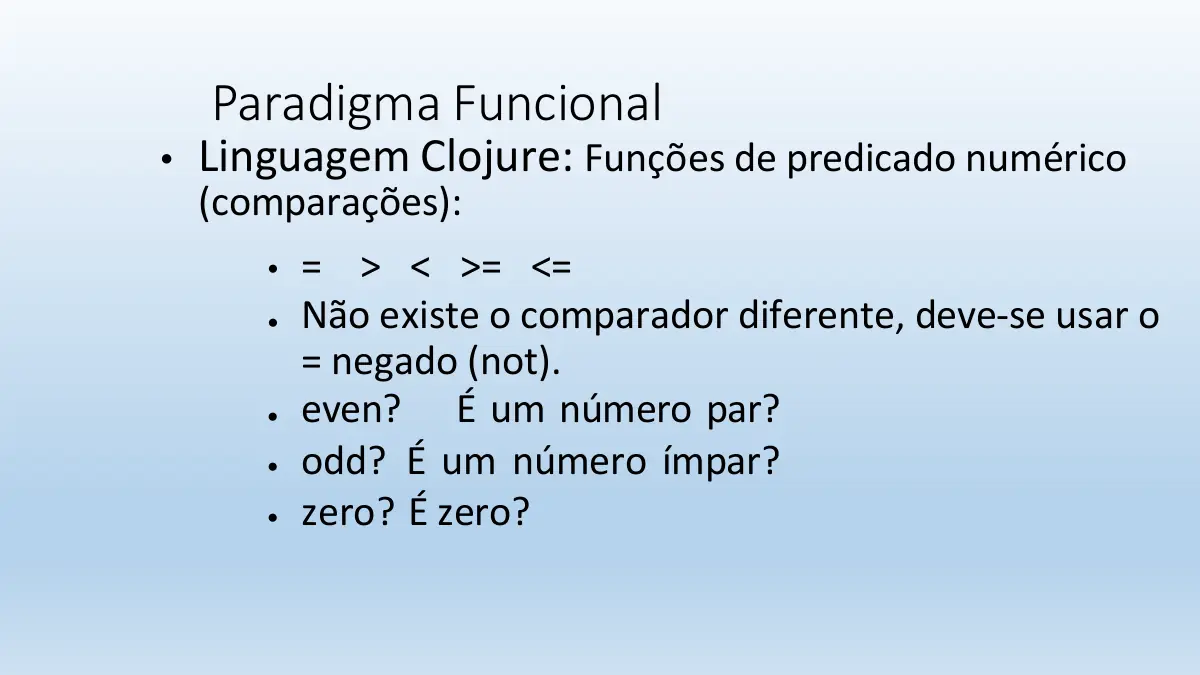 Paradigma Funcional
• Linguagem Clojure: Funções de predicado numérico
(comparações):
• = > < >= <=
• Não existe o comparador diferente, deve-se usar o
= negado (not).
• even? É um número par?
• odd? É um número ímpar?
• zero? É zero?